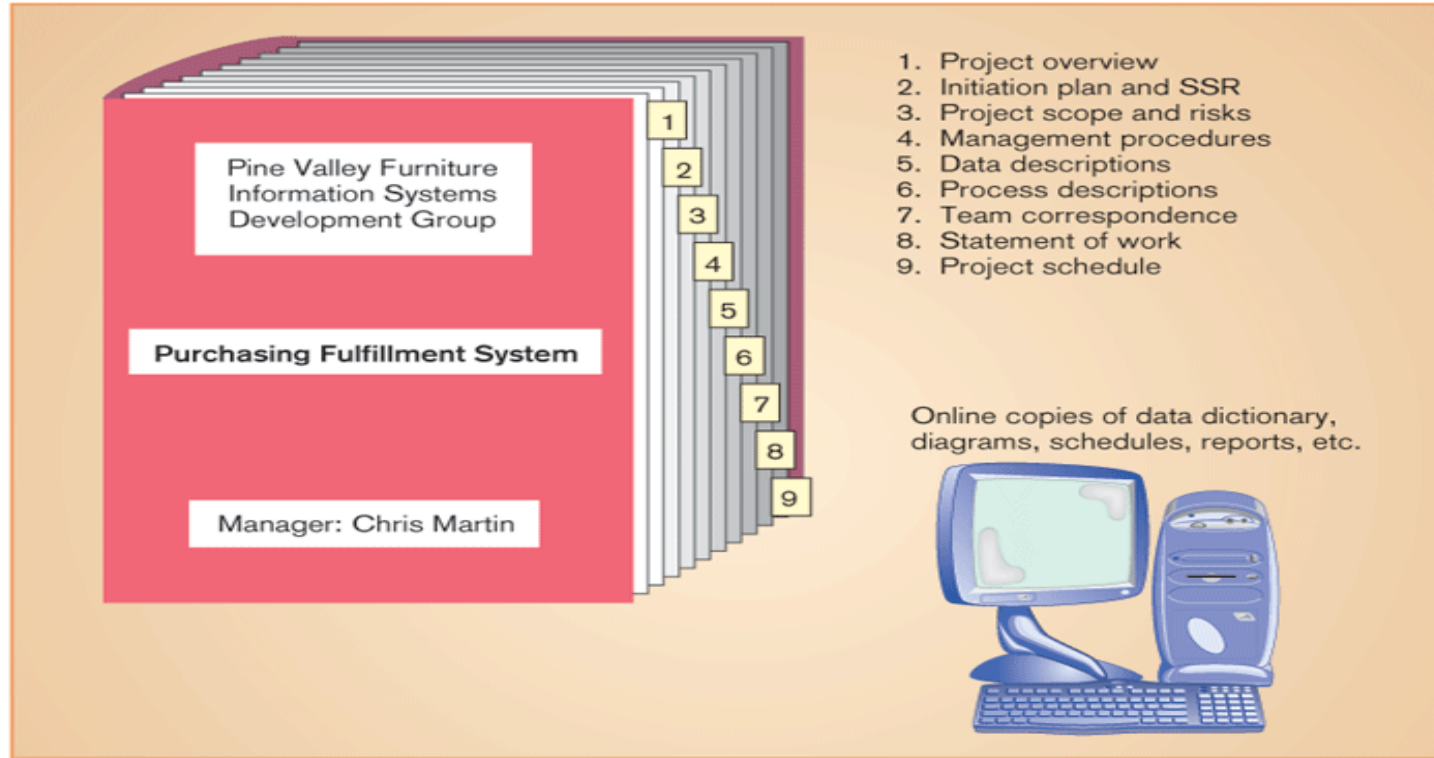 Pine Valley Furniture
Information Systems
Development Group
Purchasing Fulfillment System
Manager: Chris Martin
1
2
3
4
5
6
7
8
9
1. Project overview
2. Initiation plan and SSR
3. Project scope and risks
4. Management procedures
5. Data descriptions
6. Process descriptions
7. Team correspondence
8. Statement of work
9. Project schedule
Online copies of data dictionary,
diagrams, schedules, reports, etc.